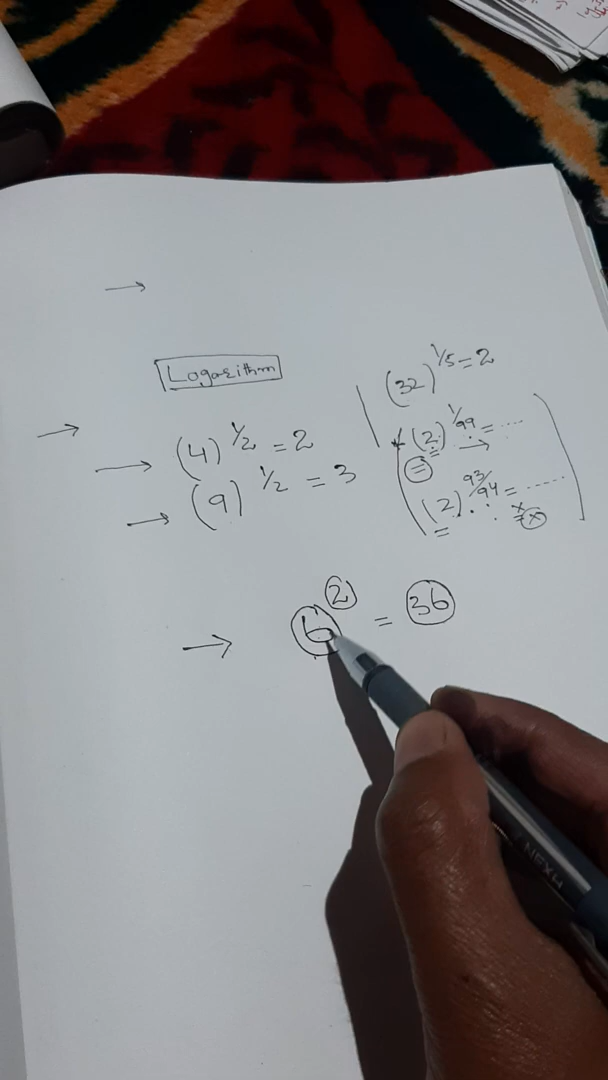 Logarithm
(4)^1/2 = 2
(9)^1/2 = 3
(32)^1/5 = 2
(2)^1/99 = ....
(2)^93/94 = ......
6^2 = 36